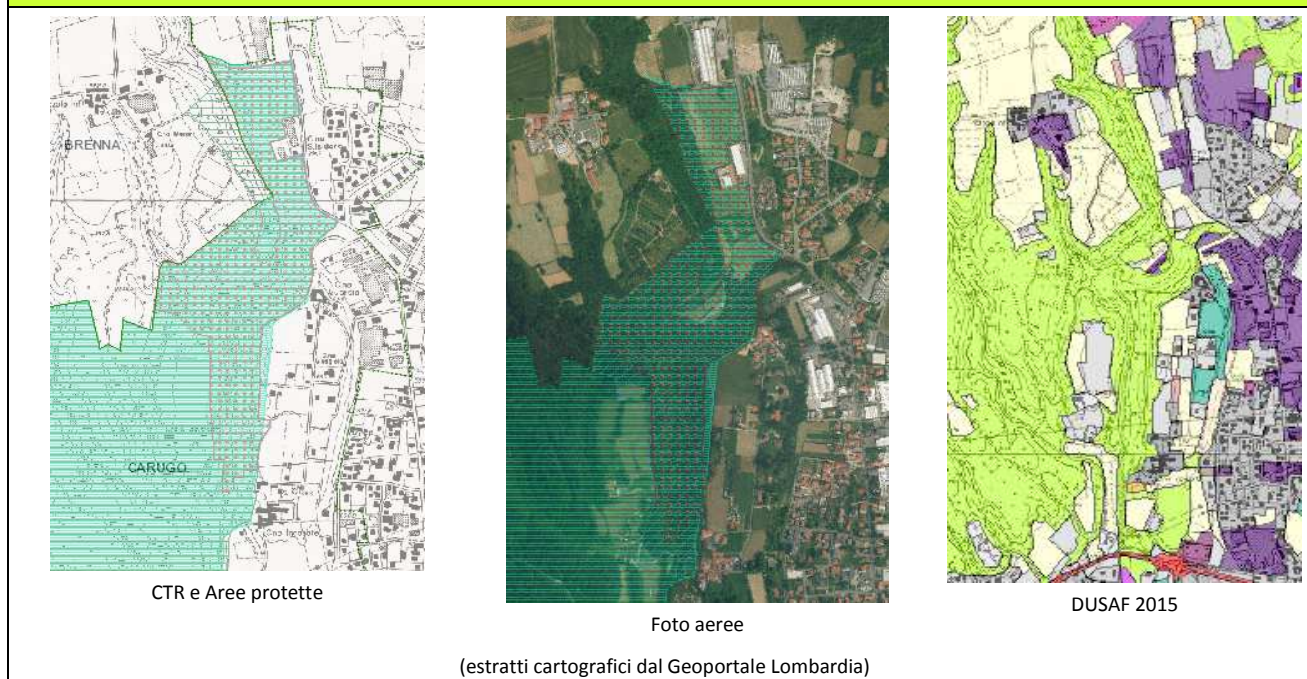 BRENNA
CARUGO
CTR e Aree protette
Foto aeree
DUSAF 2015
(estratti cartografici dal Geoportale Lombardia)